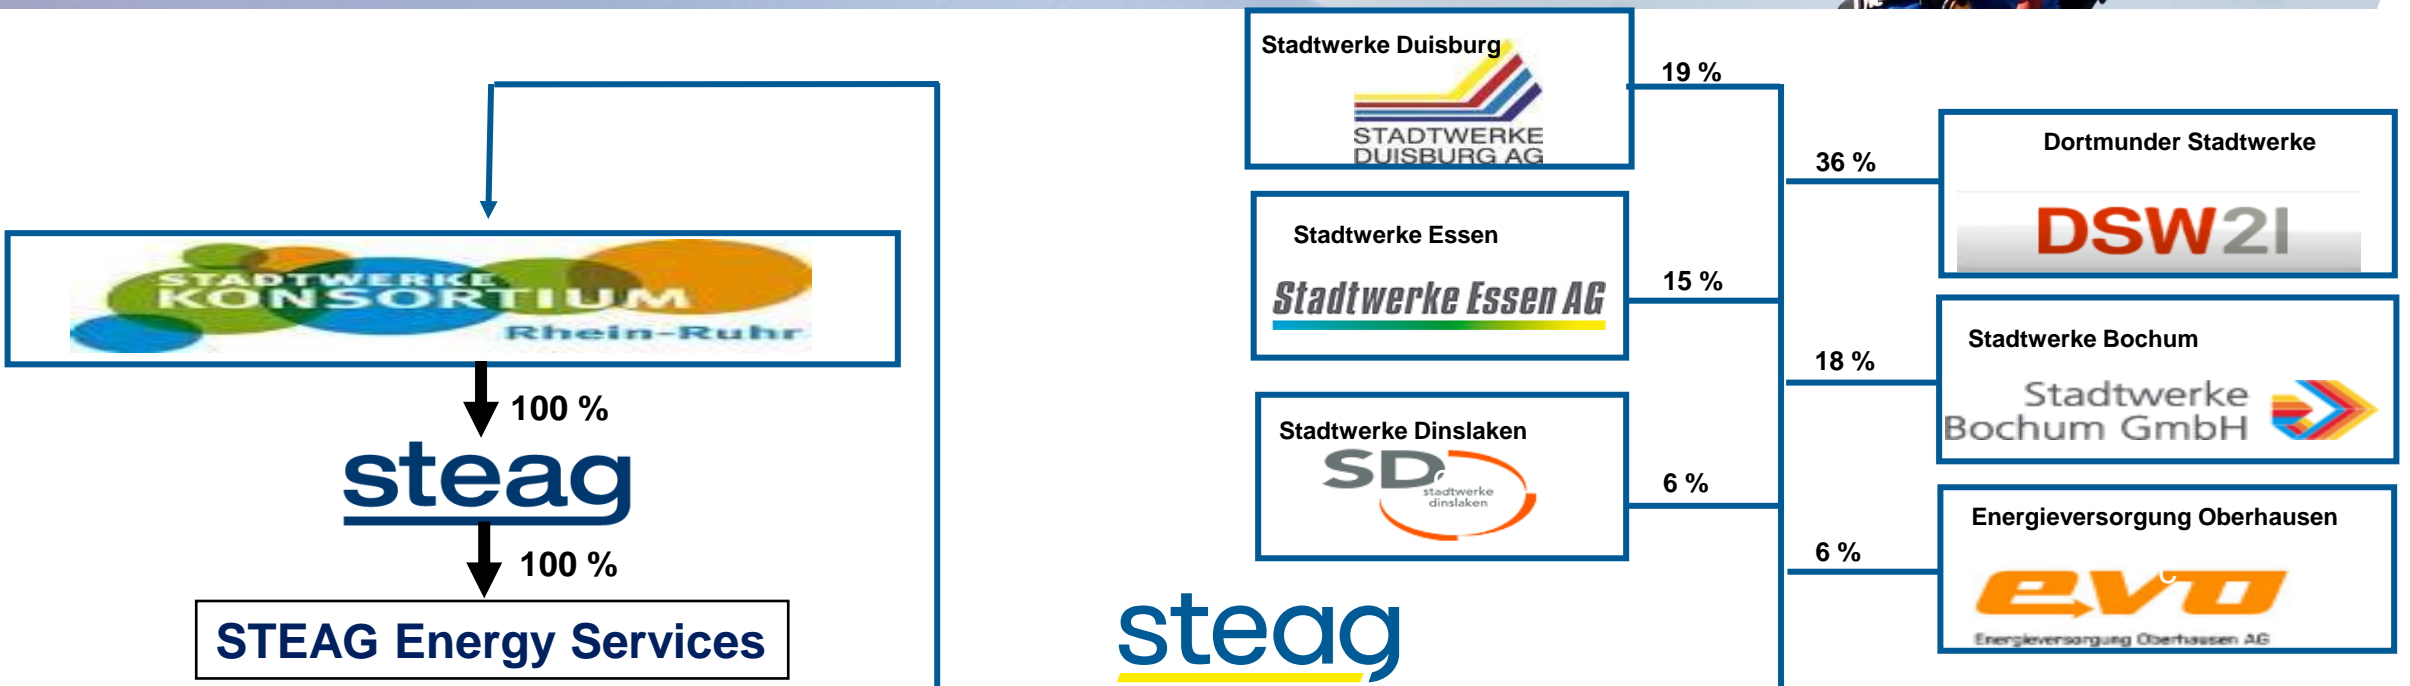 STADTWERKE
KONSORTIUM
Rhein-Ruhr
100 %
steag
100 %
STEAG Energy Services
Stadtwerke Duisburg
STADTWERKE
DUISBURG AG
19 %
Stadtwerke Essen
Stadtwerke Essen AG
15 %
Stadtwerke Dinslaken
SD
stadtwerke
dinslaken
6 %
steag
36 %
Dortmunder Stadtwerke
DSW21
18 %
Stadtwerke Bochum
Stadtwerke
Bochum GmbH
6 %
Energieversorgung Oberhausen
evo
Energieversorgung Oberhausen AG